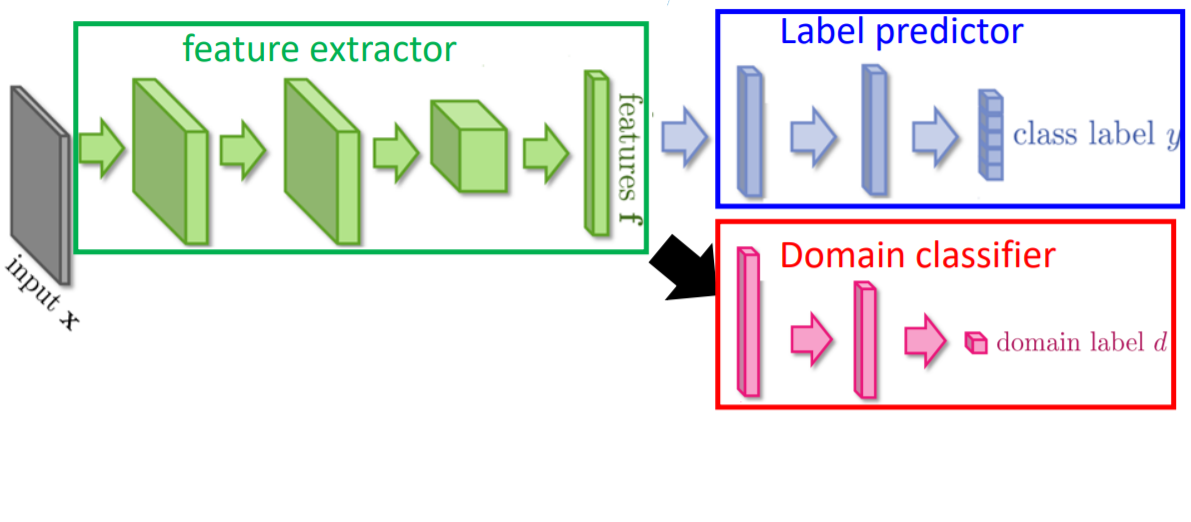 feature extractor
features f
input x
Label predictor
class label y
Domain classifier
domain label d